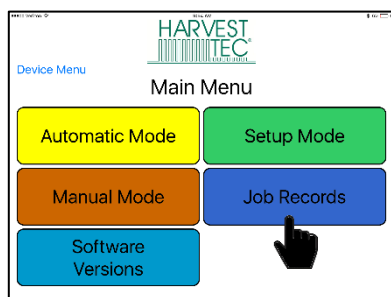 HARVEST
TEC
Device Menu
Main Menu
Automatic Mode
Setup Mode
Manual Mode
Job Records
Software
Versions